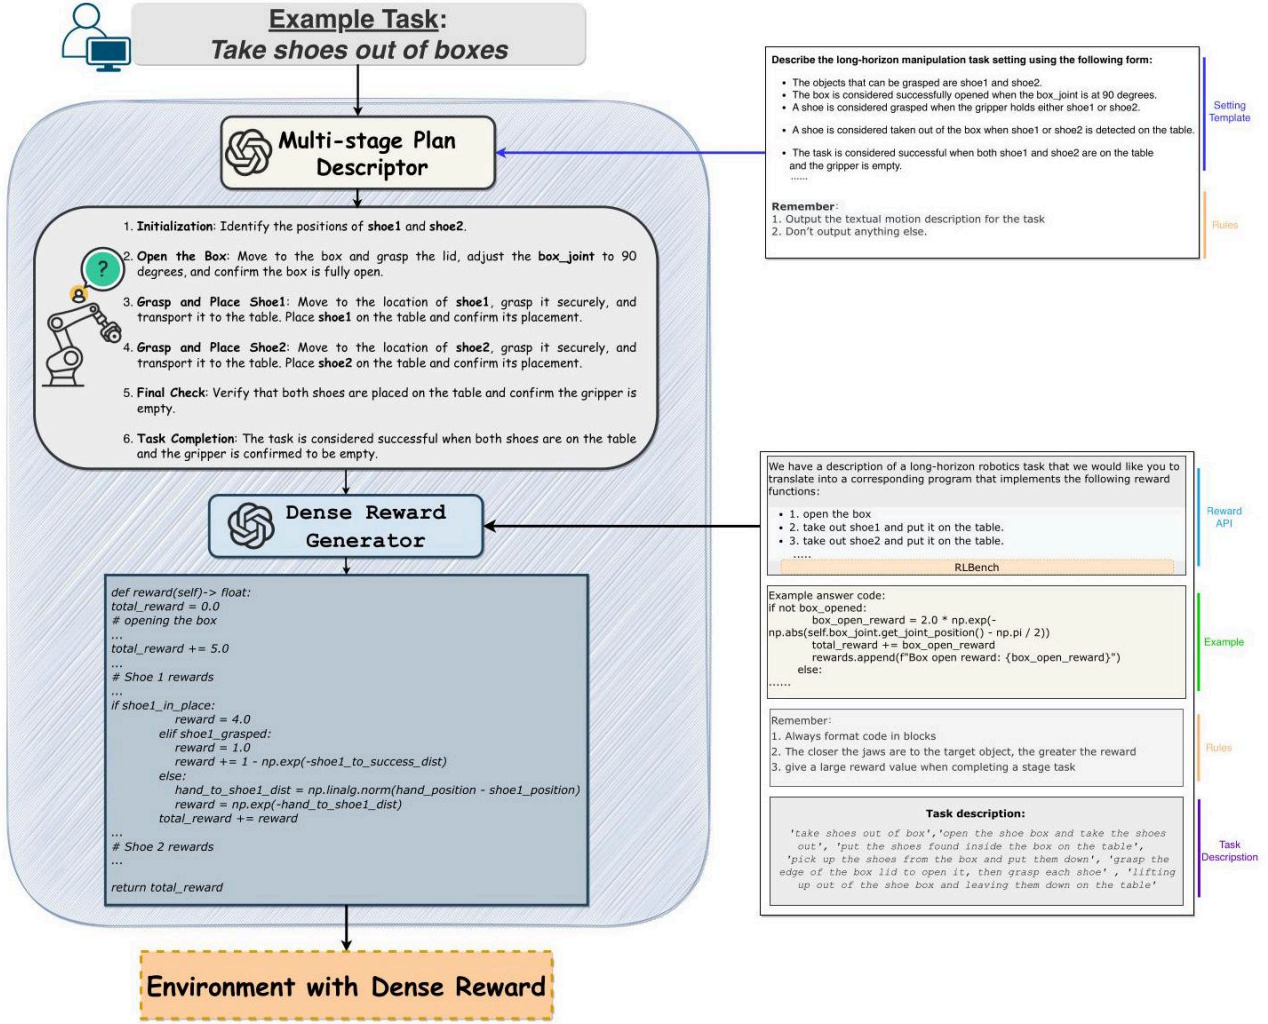 Example Task:
Take shoes out of boxes
Multi-stage Plan
Descriptor
1. Initialization: Identify the positions of shoe1 and shoe2.
2. Open the Box: Move to the box and grasp the lid, adjust the box_joint to 90
degrees, and confirm the box is fully open.
3. Grasp and Place Shoe1: Move to the location of shoe1, grasp it securely, and
transport it to the table. Place shoe1 on the table and confirm its placement.
4. Grasp and Place Shoe2: Move to the location of shoe2, grasp it securely, and
transport it to the table. Place shoe2 on the table and confirm its placement.
5. Final Check: Verify that both shoes are placed on the table and confirm the gripper is
empty.
6. Task Completion: The task is considered successful when both shoes are on the table
and the gripper is confirmed to be empty.
?
Dense Reward
Generator
def reward(self)-> float:
total_reward = 0.0
# opening the box
...
total_reward += 5.0
...
# Shoe 1 rewards
...
if shoe1_in_place:
reward = 4.0
elif shoe1_grasped:
reward = 1.0
reward += 1 - np.exp(-shoe1_to_success_dist)
else:
hand_to_shoe1_dist = np.linalg.norm(hand_position - shoe1_position)
reward = np.exp(-hand_to_shoe1_dist)
total_reward += reward
...
# Shoe 2 rewards
...
return total_reward
Environment with Dense Reward
Describe the long-horizon manipulation task setting using the following form:
• The objects that can be grasped are shoe1 and shoe2.
• The box is considered successfully opened when the box_joint is at 90 degrees.
• A shoe is considered grasped when the gripper holds either shoe1 or shoe2.
• A shoe is considered taken out of the box when shoe1 or shoe2 is detected on the table.
• The task is considered successful when both shoe1 and shoe2 are on the table
and the gripper is empty.
......
Remember:
1. Output the textual motion description for the task
2. Don't output anything else.
Setting
Template
Rules
We have a description of a long-horizon robotics task that we would like you to
translate into a corresponding program that implements the following reward
functions:
• 1. open the box
• 2. take out shoe1 and put it on the table.
• 3. take out shoe2 and put it on the table.
.....
RLBench
Reward
API
Example answer code:
if not box_opened:
box_open_reward = 2.0 * np.exp(-
np.abs(self.box_joint.get_joint_position() - np.pi / 2))
total_reward += box_open_reward
rewards.append(f"Box open reward: {box_open_reward}")
else:
......
Example
Remember:
1. Always format code in blocks
2. The closer the jaws are to the target object, the greater the reward
3. give a large reward value when completing a stage task
Rules
Task description:
'take shoes out of box','open the shoe box and take the shoes
out', 'put the shoes found inside the box on the table',
'pick up the shoes from the box and put them down', 'grasp the
edge of the box lid to open it, then grasp each shoe' , 'lifting
up out of the shoe box and leaving them down on the table'
Task
Descripstion